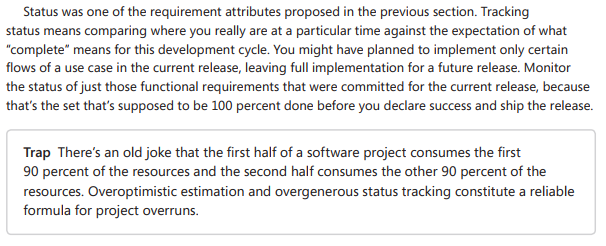 Status was one of the requirement attributes proposed in the previous section. Tracking
status means comparing where you really are at a particular time against the expectation of what
“complete” means for this development cycle. You might have planned to implement only certain
flows of a use case in the current release, leaving full implementation for a future release. Monitor
the status of just those functional requirements that were committed for the current release, because
that’s the set that’s supposed to be 100 percent done before you declare success and ship the release.
Trap There’s an old joke that the first half of a software project consumes the first
90 percent of the resources and the second half consumes the other 90 percent of the
resources. Overoptimistic estimation and overgenerous status tracking constitute a reliable
formula for project overruns.